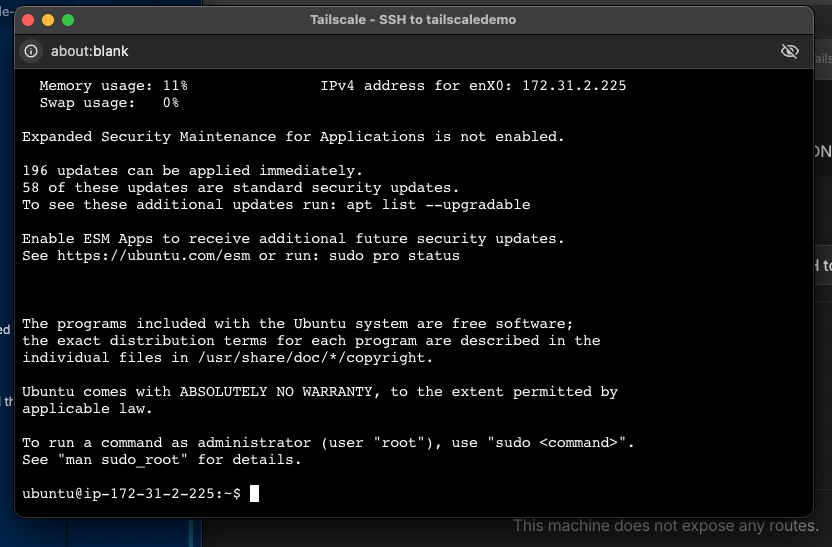 Tailscale - SSH to tailscaledemo
about:blank
Memory usage: 11% IPv4 address for enX0: 172.31.2.225
Swap usage: 0%
Expanded Security Maintenance for Applications is not enabled.
196 updates can be applied immediately.
58 of these updates are standard security updates.
To see these additional updates run: apt list --upgradable
Enable ESM Apps to receive additional future security updates.
See https://ubuntu.com/esm or run: sudo pro status
The programs included with the Ubuntu system are free software;
the exact distribution terms for each program are described in the
individual files in /usr/share/doc/*/copyright.
Ubuntu comes with ABSOLUTELY NO WARRANTY, to the extent permitted by
applicable law.
To run a command as administrator (user "root"), use "sudo <command>".
See "man sudo_root" for details.
ubuntu@ip-172-31-2-225:~$
This machine does not expose any routes.